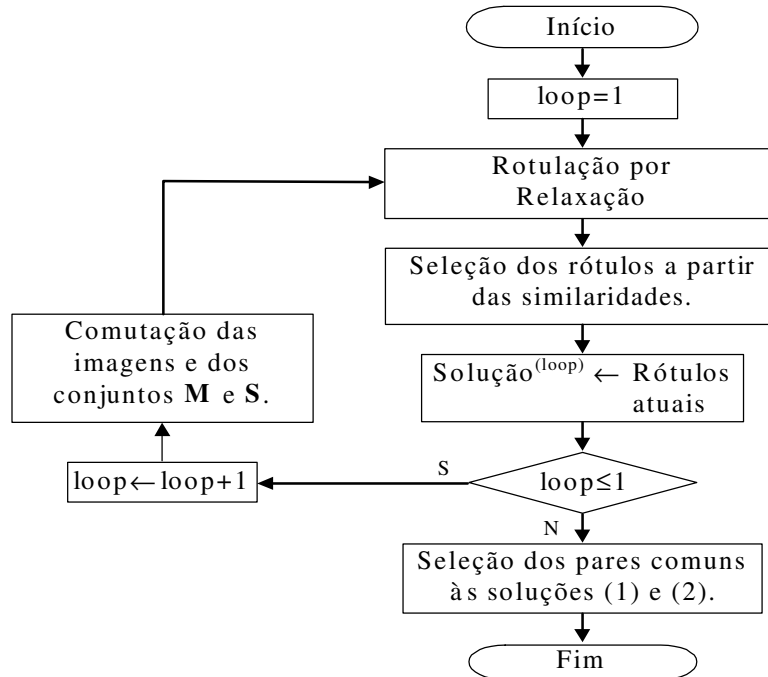 Início
loop=1
Rotulação por
Relaxação
Seleção dos rótulos a partir
das similaridades.
Comutação das
imagens e dos
conjuntos M e S.
Solução(loop) ← Rótulos
atuais
loop←loop+1
S
loop≤1
N
Seleção dos pares comuns
às soluções (1) e (2).
Fim